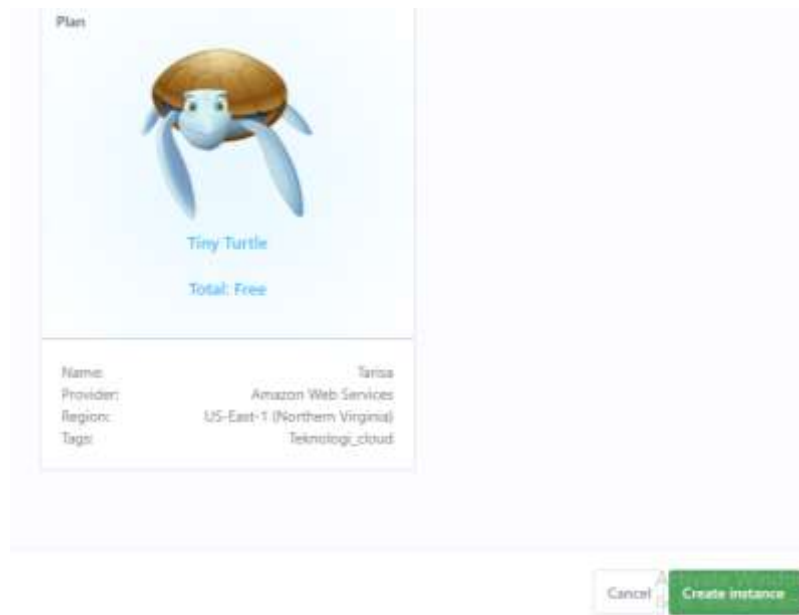 Plan
Tiny Turtle
Total: Free
Name: Tarisa
Provider: Amazon Web Services
Region: US-East-1 (Northern Virginia)
Tags: Teknologi_cloud
Cancel
Create instance